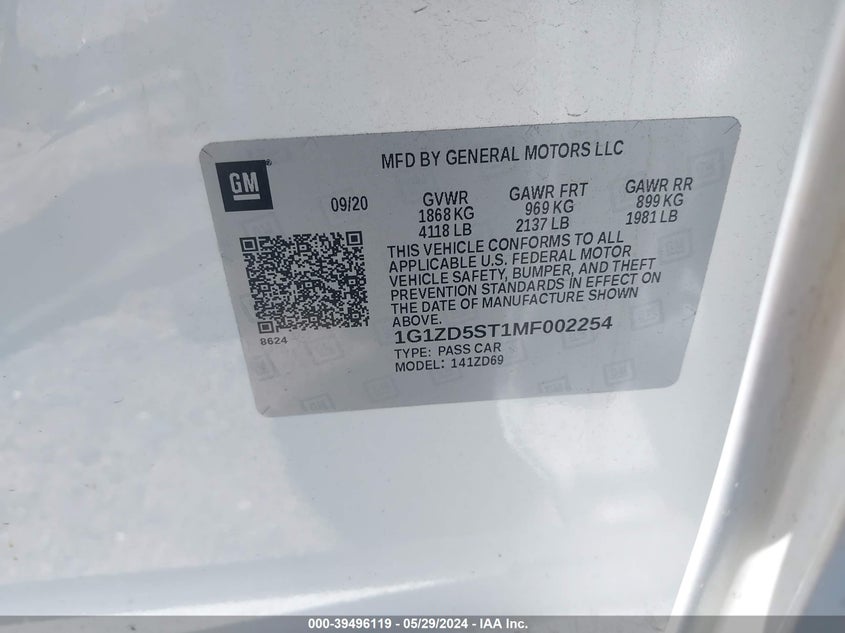 GM
MFD BY GENERAL MOTORS LLC
09/20
GVWR
1868 KG
4118 LB
GAWR FRT
969 KG
2137 LB
GAWR RR
899 KG
1981 LB
THIS VEHICLE CONFORMS TO ALL
APPLICABLE U.S. FEDERAL MOTOR
VEHICLE SAFETY, BUMPER, AND THEFT
PREVENTION STANDARDS IN EFFECT ON
THE DATE OF MANUFACTURE SHOWN
ABOVE.
8624
1G1ZD5ST1MF002254
TYPE: PASS CAR
MODEL: 141ZD69
000-39496119 - 05/29/2024 - IAA Inc.